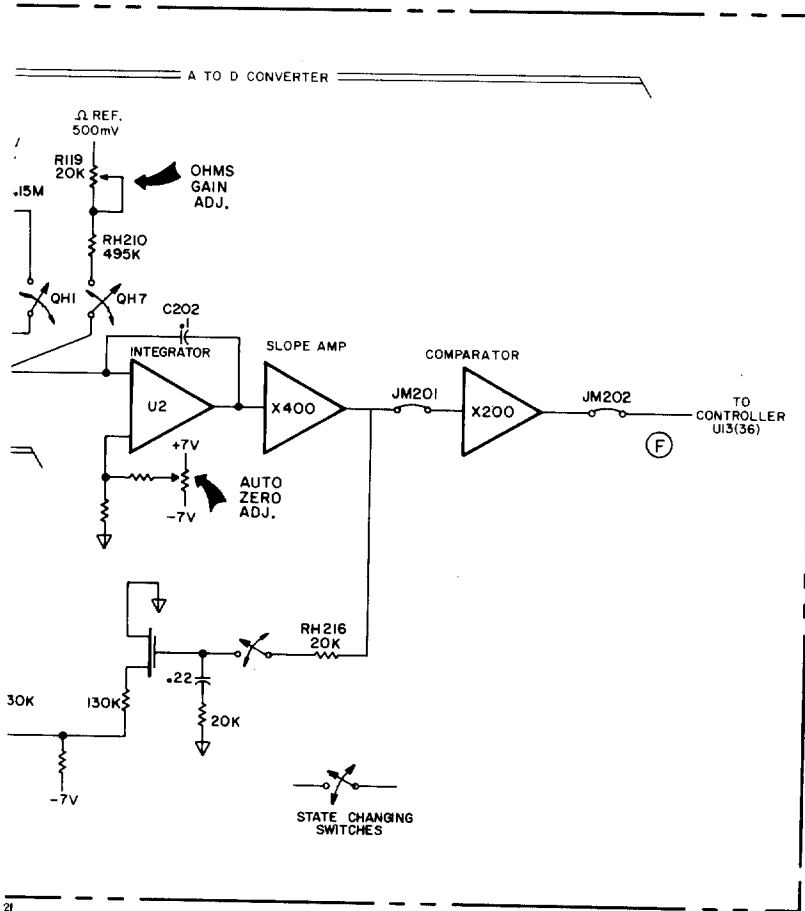 A TO D CONVERTER
Ω REF.
500mV
R119
20K
OHMS
GAIN
ADJ.
.15M
RH210
495K
QH1
QH7
C202
.1
INTEGRATOR
SLOPE AMP
COMPARATOR
U2
X400
JM201
X200
JM202
TO
CONTROLLER
U13(36)
F
+7V
AUTO
ZERO
ADJ.
-7V
RH216
20K
.22
30K
130K
20K
-7V
STATE CHANGING
SWITCHES
21